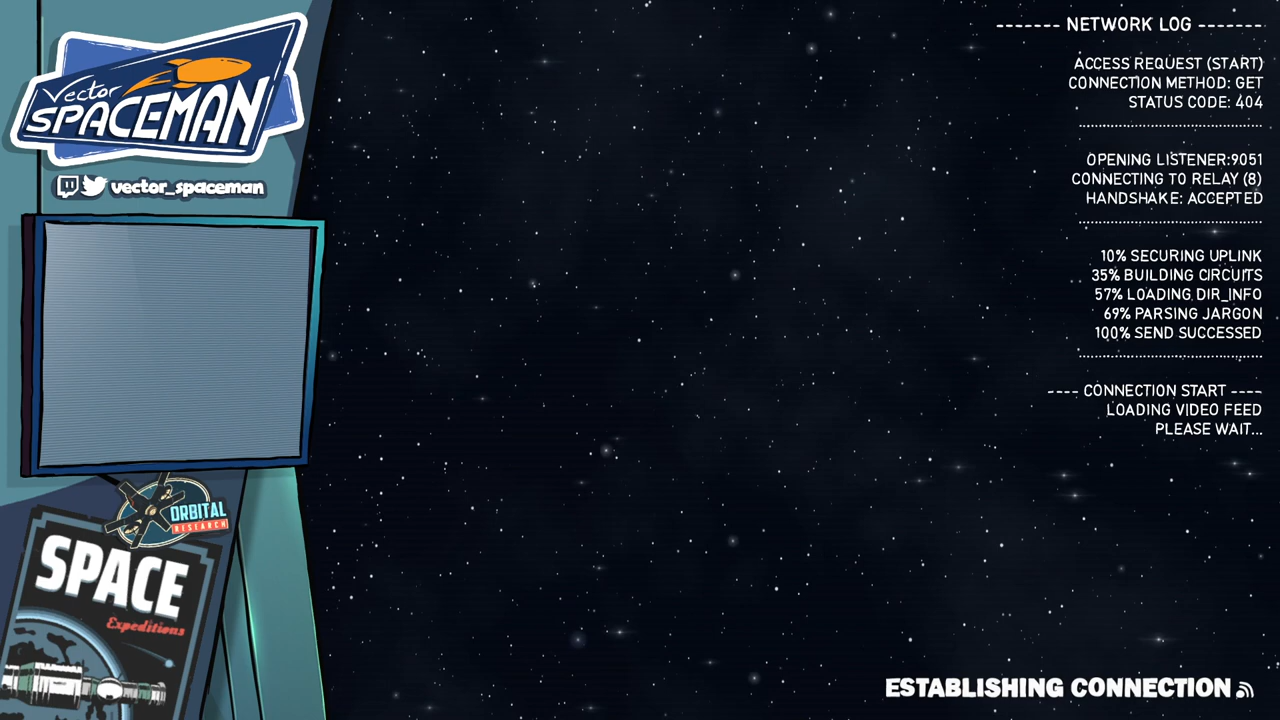 Vector
SPACEMAN
vector_spaceman
ORBITAL
RESEARCH
SPACE
Expeditions
------- NETWORK LOG -------
ACCESS REQUEST (START)
CONNECTION METHOD: GET
STATUS CODE: 404
OPENING LISTENER:9051
CONNECTING TO RELAY (8)
HANDSHAKE: ACCEPTED
10% SECURING UPLINK
35% BUILDING CIRCUITS
57% LOADING DIR_INFO
69% PARSING JARGON
100% SEND SUCCESSED
---- CONNECTION START ----
LOADING VIDEO FEED
PLEASE WAIT...
ESTABLISHING CONNECTION